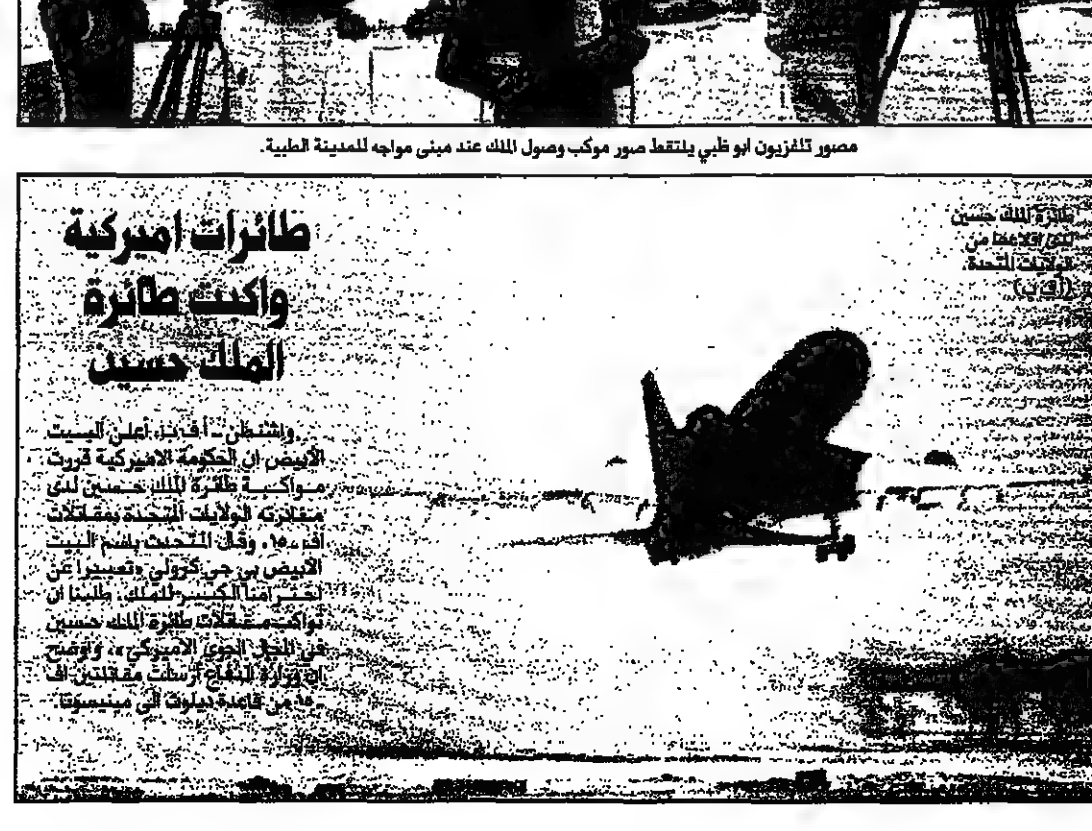 مصور تلفزيون ابو ظبي يلتقط صور موكب وصول الملك عند مبنى مواجه للمدينة الطبية.
طائرة الملك حسين
لدى اقلاعها من
الولايات المتحدة.
(أ ف ب)
طائرات اميركية
واكبت طائرة
الملك حسين
واشنطن - أ ف ب، أعلن البيت
الأبيض ان الحكومة الاميركية قررت
مواكبة طائرة الملك حسين لدى
مغادرته الولايات المتحدة بمقاتلات
اف ـ ١٥. وقال المتحدث باسم البيت
الأبيض بي جي كرولي «تعبيرا عن
احترامنا الكبير للملك، طلبنا ان
تواكب مقاتلات طائرة الملك حسين
في المجال الجوي الاميركي»، واوضح
ان وزارة الدفاع أرسلت مقاتلتين اف
ـ ١٥ من قاعدة ديلوث الى مينيسوتا.